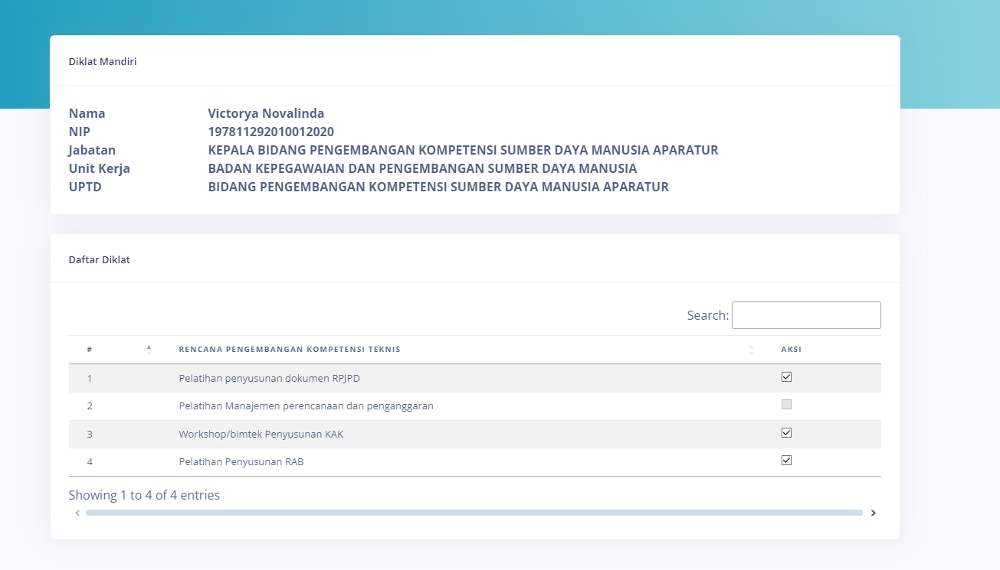 Diklat Mandiri
Nama Victorya Novalinda
NIP 197811292010012020
Jabatan KEPALA BIDANG PENGEMBANGAN KOMPETENSI SUMBER DAYA MANUSIA APARATUR
Unit Kerja BADAN KEPEGAWAIAN DAN PENGEMBANGAN SUMBER DAYA MANUSIA
UPTD BIDANG PENGEMBANGAN KOMPETENSI SUMBER DAYA MANUSIA APARATUR
Daftar Diklat
Search:
# RENCANA PENGEMBANGAN KOMPETENSI TEKNIS AKSI
1 Pelatihan penyusunan dokumen RPJPD
2 Pelatihan Manajemen perencanaan dan penganggaran
3 Workshop/bimtek Penyusunan KAK
4 Pelatihan Penyusunan RAB
Showing 1 to 4 of 4 entries